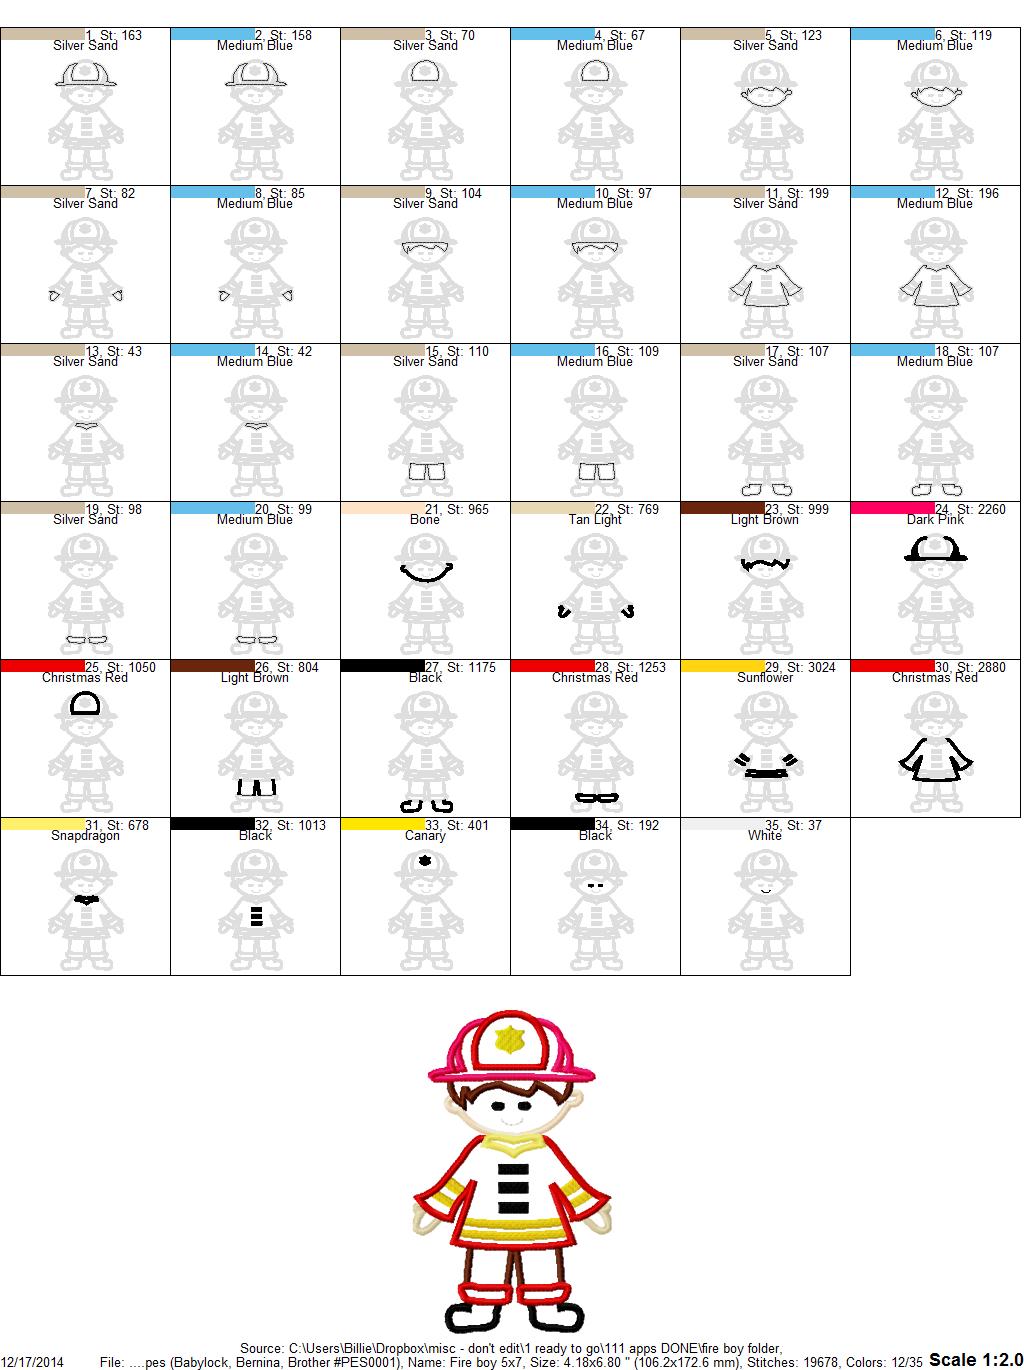 1, St: 163
Silver Sand
2, St: 158
Medium Blue
3, St: 70
Silver Sand
4, St: 67
Medium Blue
5, St: 123
Silver Sand
6, St: 119
Medium Blue
7, St: 82
Silver Sand
8, St: 85
Medium Blue
9, St: 104
Silver Sand
10, St: 97
Medium Blue
11, St: 199
Silver Sand
12, St: 196
Medium Blue
13, St: 43
Silver Sand
14, St: 42
Medium Blue
15, St: 110
Silver Sand
16, St: 109
Medium Blue
17, St: 107
Silver Sand
18, St: 107
Medium Blue
19, St: 98
Silver Sand
20, St: 99
Medium Blue
21, St: 965
Bone
22, St: 769
Tan Light
23, St: 999
Light Brown
24, St: 2260
Dark Pink
25, St: 1050
Christmas Red
26, St: 804
Light Brown
27, St: 1175
Black
28, St: 1253
Christmas Red
29, St: 3024
Sunflower
30, St: 2880
Christmas Red
31, St: 678
Snapdragon
32, St: 1013
Black
33, St: 401
Canary
34, St: 192
Black
35, St: 37
White
Source: C:\Users\Billie\Dropbox\misc - don't edit\1 ready to go\111 apps DONE\fire boy folder,
12/17/2014 File: ....pes (Babylock, Bernina, Brother #PES0001), Name: Fire boy 5x7, Size: 4.18x6.80 " (106.2x172.6 mm), Stitches: 19678, Colors: 12/35 Scale 1:2.0